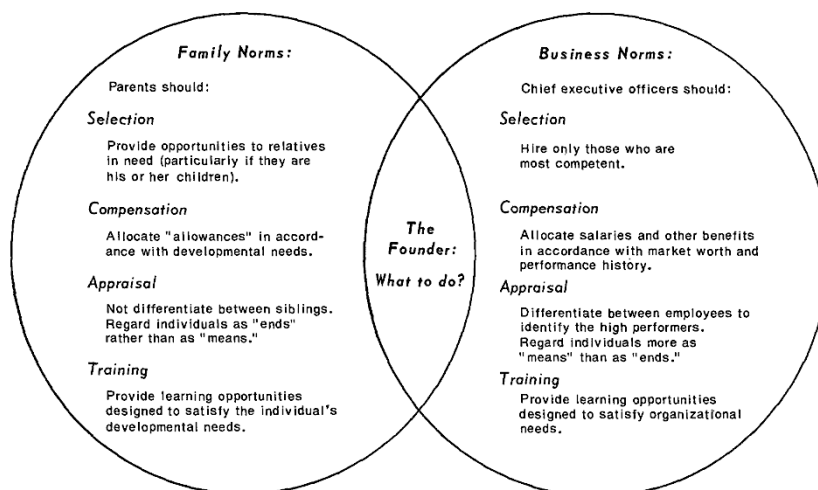 Family Norms:
Parents should:
Selection
Provide opportunities to relatives
in need (particularly if they are
his or her children).
Compensation
Allocate "allowances" in accord-
ance with developmental needs.
Appraisal
Not differentiate between siblings.
Regard individuals as "ends"
rather than as "means."
Training
Provide learning opportunities
designed to satisfy the individual's
developmental needs.
The
Founder:
What to do?
Business Norms:
Chief executive officers should:
Selection
Hire only those who are
most competent.
Compensation
Allocate salaries and other benefits
in accordance with market worth and
performance history.
Appraisal
Differentiate between employees to
identify the high performers.
Regard individuals more as
"means" than as "ends."
Training
Provide learning opportunities
designed to satisfy organizational
needs.